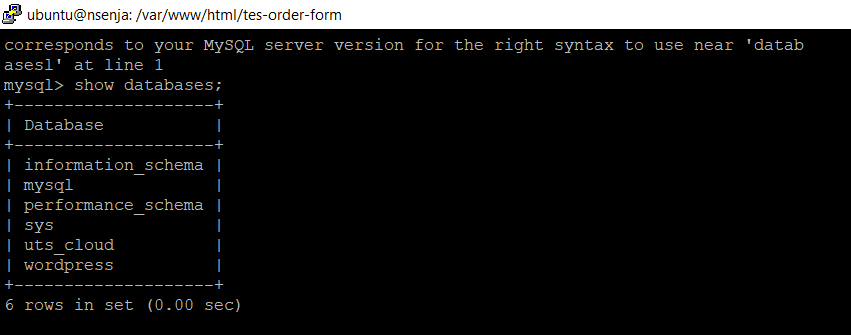 ubuntu@nsenja: /var/www/html/tes-order-form
corresponds to your MySQL server version for the right syntax to use near 'datab
asesl' at line 1
mysql> show databases;
+--------------------+
| Database           |
+--------------------+
| information_schema |
| mysql              |
| performance_schema |
| sys                |
| uts_cloud          |
| wordpress          |
+--------------------+
6 rows in set (0.00 sec)